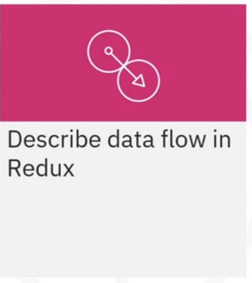 Describe data flow in
Redux